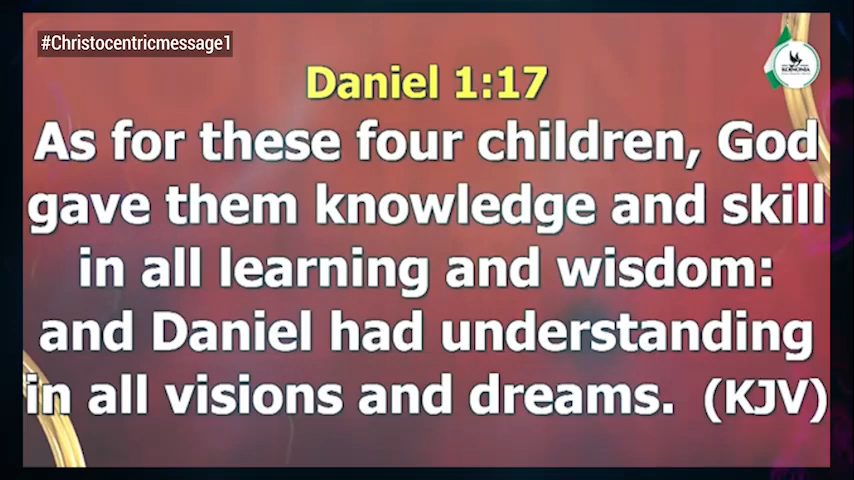 #Christocentricmessage1
KOINONIA
Daniel 1:17
As for these four children, God
gave them knowledge and skill
in all learning and wisdom:
and Daniel had understanding
in all visions and dreams. (KJV)